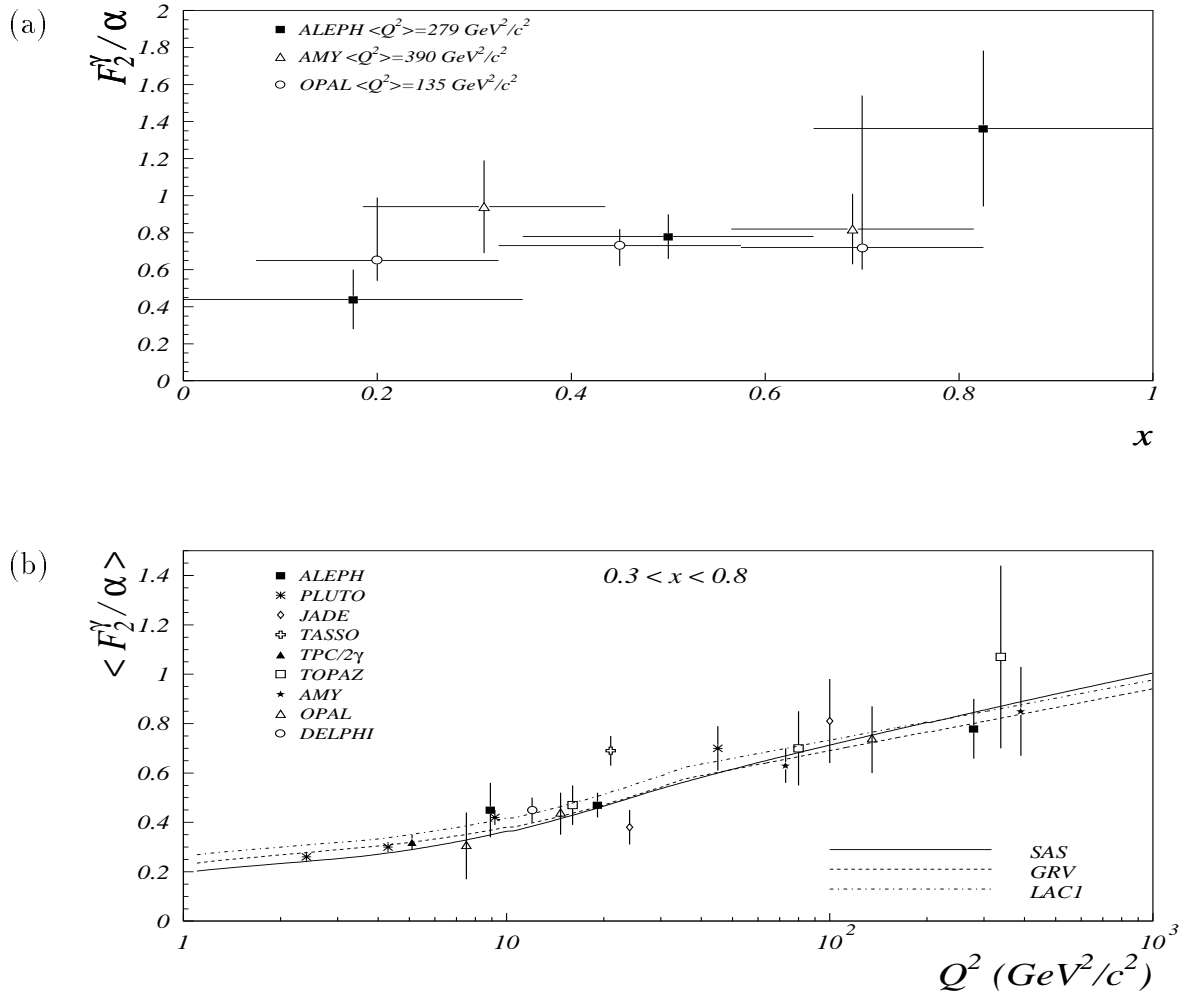 (a)
F₂^γ/α
2
1.8
1.6
1.4
1.2
1
0.8
0.6
0.4
0.2
0
ALEPH <Q²>=279 GeV²/c²
AMY <Q²>=390 GeV²/c²
OPAL <Q²>=135 GeV²/c²
0 0.2 0.4 0.6 0.8 1
x
(b)
< F₂^γ/α >
1.4
1.2
1
0.8
0.6
0.4
0.2
0
0.3 < x < 0.8
ALEPH
PLUTO
JADE
TASSO
TPC/2γ
TOPAZ
AMY
OPAL
DELPHI
SAS
GRV
LAC1
1 10 10² 10³
Q² (GeV²/c²)